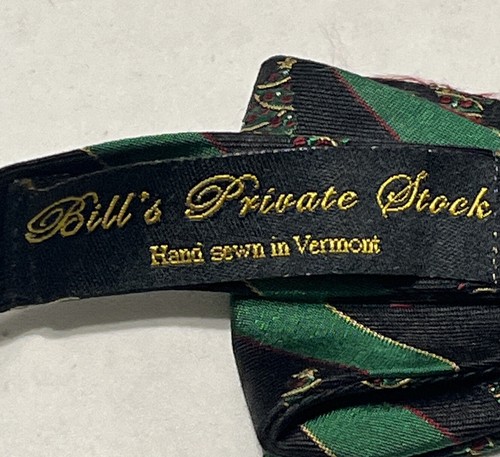 Bill's Private Stock
Hand sewn in Vermont